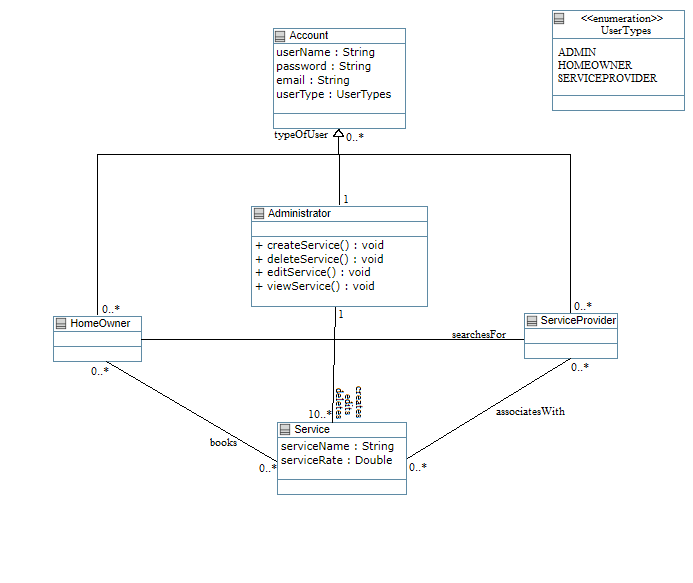 Account
userName : String
password : String
email : String
userType : UserTypes
<<enumeration>>
UserTypes
ADMIN
HOMEOWNER
SERVICEPROVIDER
typeOfUser
0..*
1
Administrator
+ createService() : void
+ deleteService() : void
+ editService() : void
+ viewService() : void
1
0..*
HomeOwner
0..*
0..*
ServiceProvider
0..*
searchesFor
creates
edits
deletes
10..*
books
0..*
associatesWith
0..*
Service
serviceName : String
serviceRate : Double